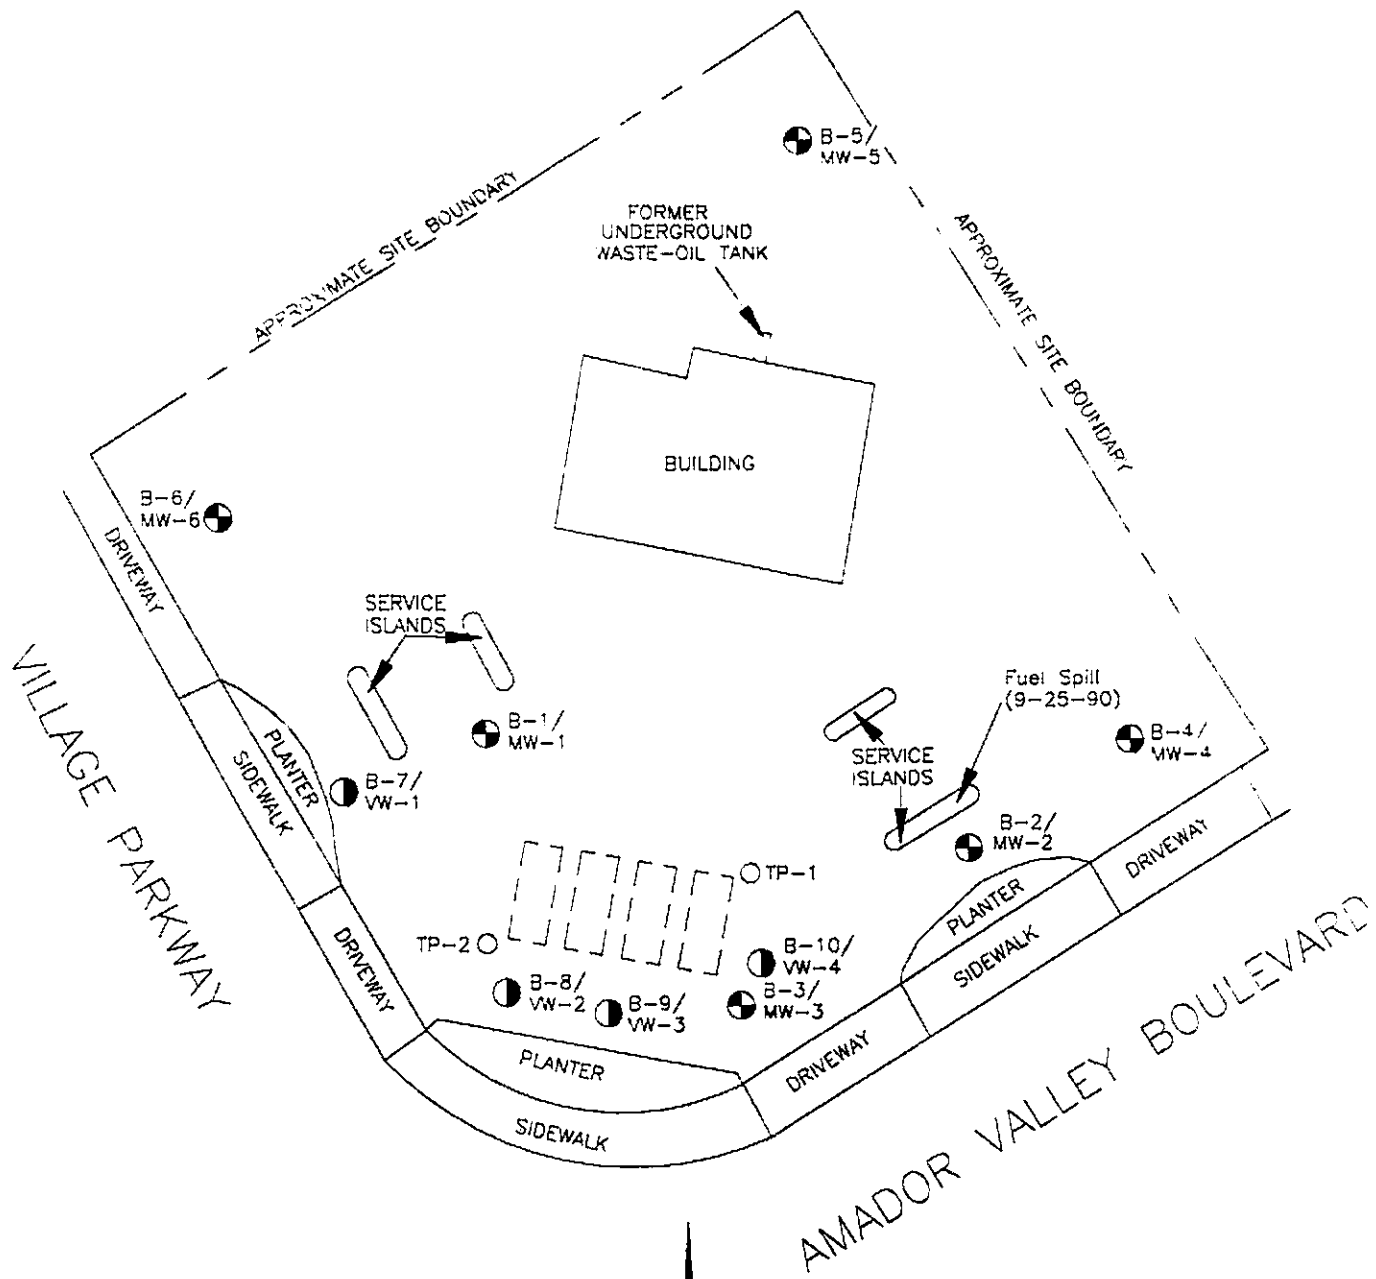 B-5/
MW-5
APPROXIMATE SITE BOUNDARY
FORMER
UNDERGROUND
WASTE-OIL TANK
APPROXIMATE SITE BOUNDARY
BUILDING
B-6/
MW-6
DRIVEWAY
SERVICE
ISLANDS
VILLAGE PARKWAY
PLANTER
SIDEWALK
B-1/
MW-1
B-7/
VW-1
Fuel Spill
(9-25-90)
SERVICE
ISLANDS
B-4/
MW-4
B-2/
MW-2
DRIVEWAY
PLANTER
SIDEWALK
TP-1
TP-2
DRIVEWAY
B-10/
VW-4
B-8/
VW-2
B-9/
VW-3
B-3/
MW-3
PLANTER
DRIVEWAY
SIDEWALK
AMADOR VALLEY BOULEVARD